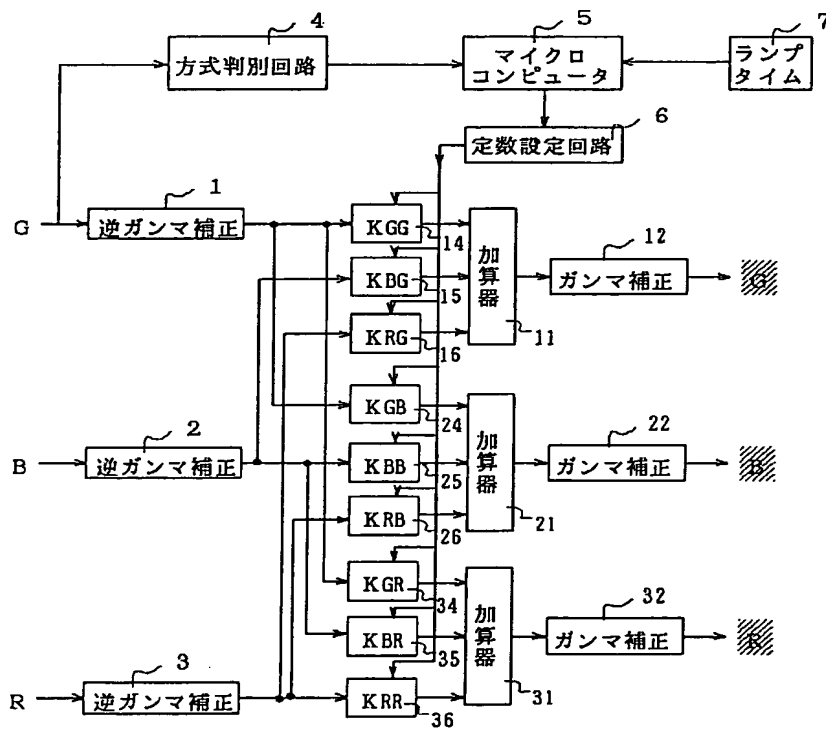 4
方式判別回路
5
マイクロ
コンピュータ
7
ランプ
タイム
6
定数設定回路
G
1
逆ガンマ補正
KGG
14
KBG
15
KRG
16
加算器
11
12
ガンマ補正
G
B
2
逆ガンマ補正
KGB
24
KBB
25
KRB
26
加算器
21
22
ガンマ補正
B
R
3
逆ガンマ補正
KGR
34
KBR
35
KRR
36
加算器
31
32
ガンマ補正
R